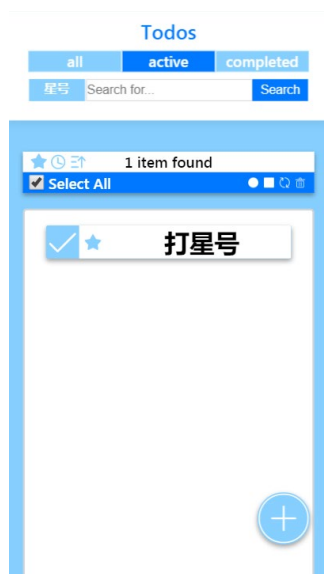 Todos
all active completed
星号 Search for... Search
1 item found
Select All
打星号